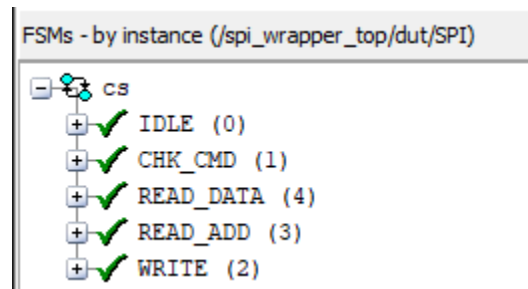 FSMs - by instance (/spi_wrapper_top/dut/SPI)
cs
IDLE (0)
CHK_CMD (1)
READ_DATA (4)
READ_ADD (3)
WRITE (2)